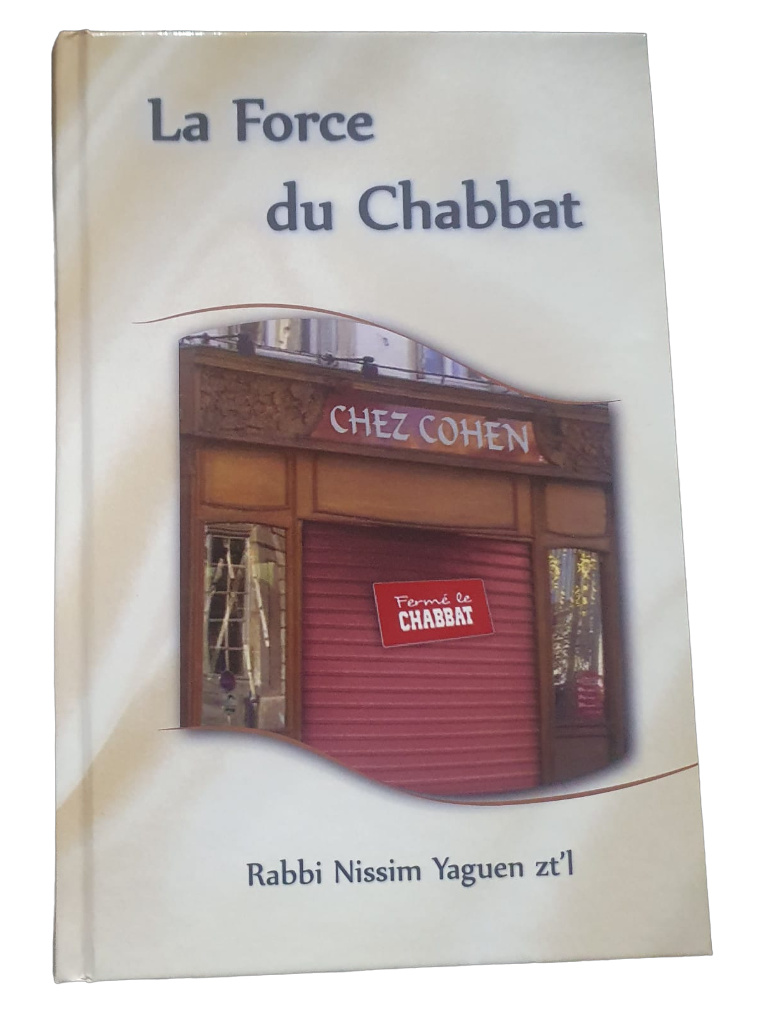 La Force
du Chabbat
CHEZ COHEN
Fermé le
CHABBAT
Rabbi Nissim Yaguen zt'l